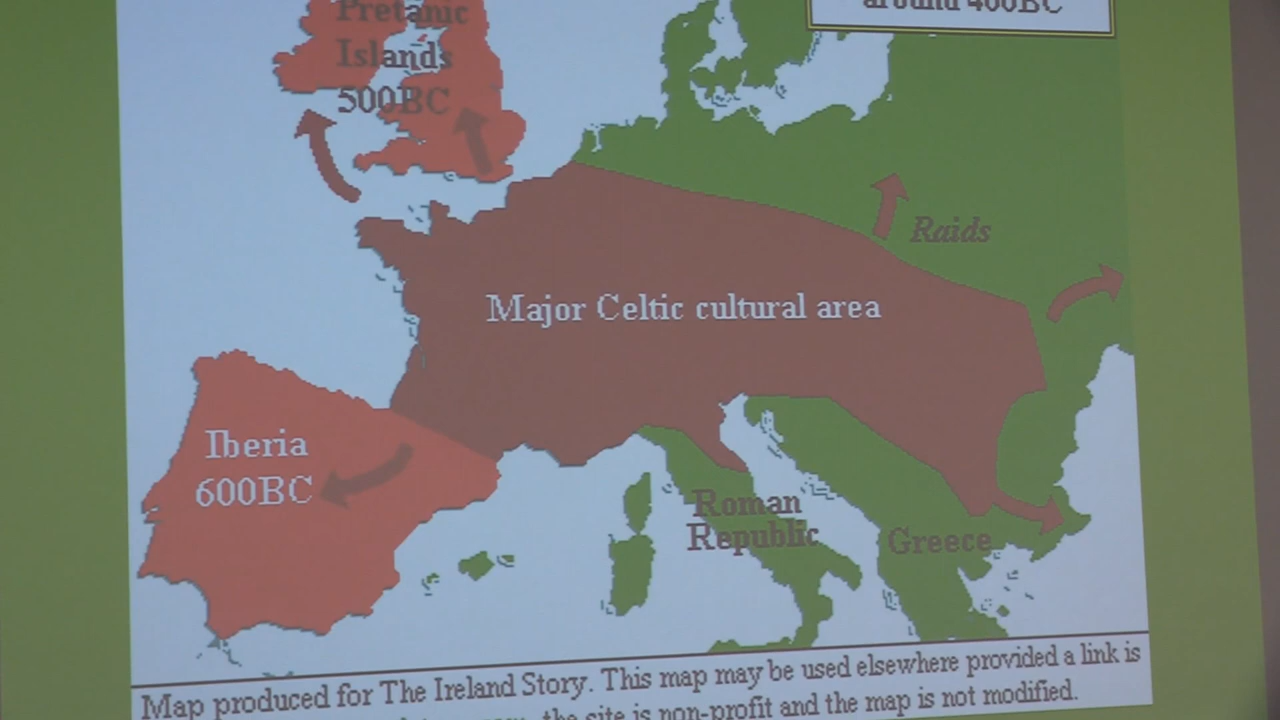 around 400BC
Pretanic
Islands
500BC
Raids
Major Celtic cultural area
Iberia
600BC
Roman
Republic
Greece
Map produced for The Ireland Story. This map may be used elsewhere provided a link is
the site is non-profit and the map is not modified.